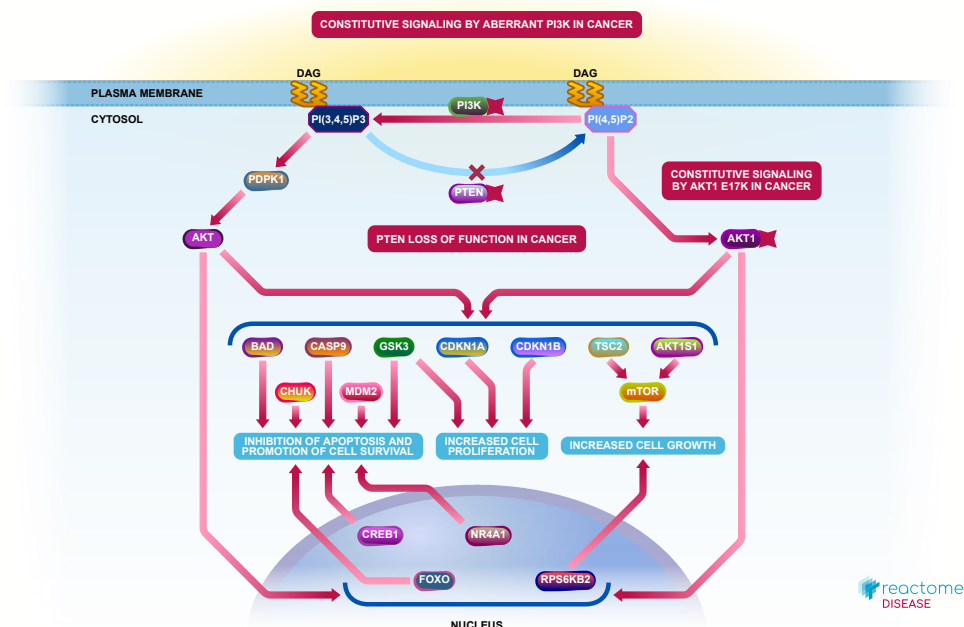 CONSTITUTIVE SIGNALING BY ABERRANT PI3K IN CANCER
DAG
DAG
PLASMA MEMBRANE
CYTOSOL
PI3K
PI(3,4,5)P3
PI(4,5)P2
PDPK1
PTEN
CONSTITUTIVE SIGNALING
BY AKT1 E17K IN CANCER
AKT
PTEN LOSS OF FUNCTION IN CANCER
AKT1
BAD
CASP9
GSK3
CDKN1A
CDKN1B
TSC2
AKT1S1
CHUK
MDM2
mTOR
INHIBITION OF APOPTOSIS AND
PROMOTION OF CELL SURVIVAL
INCREASED CELL
PROLIFERATION
INCREASED CELL GROWTH
CREB1
NR4A1
FOXO
RPS6KB2
reactome
DISEASE
NUCLEUS